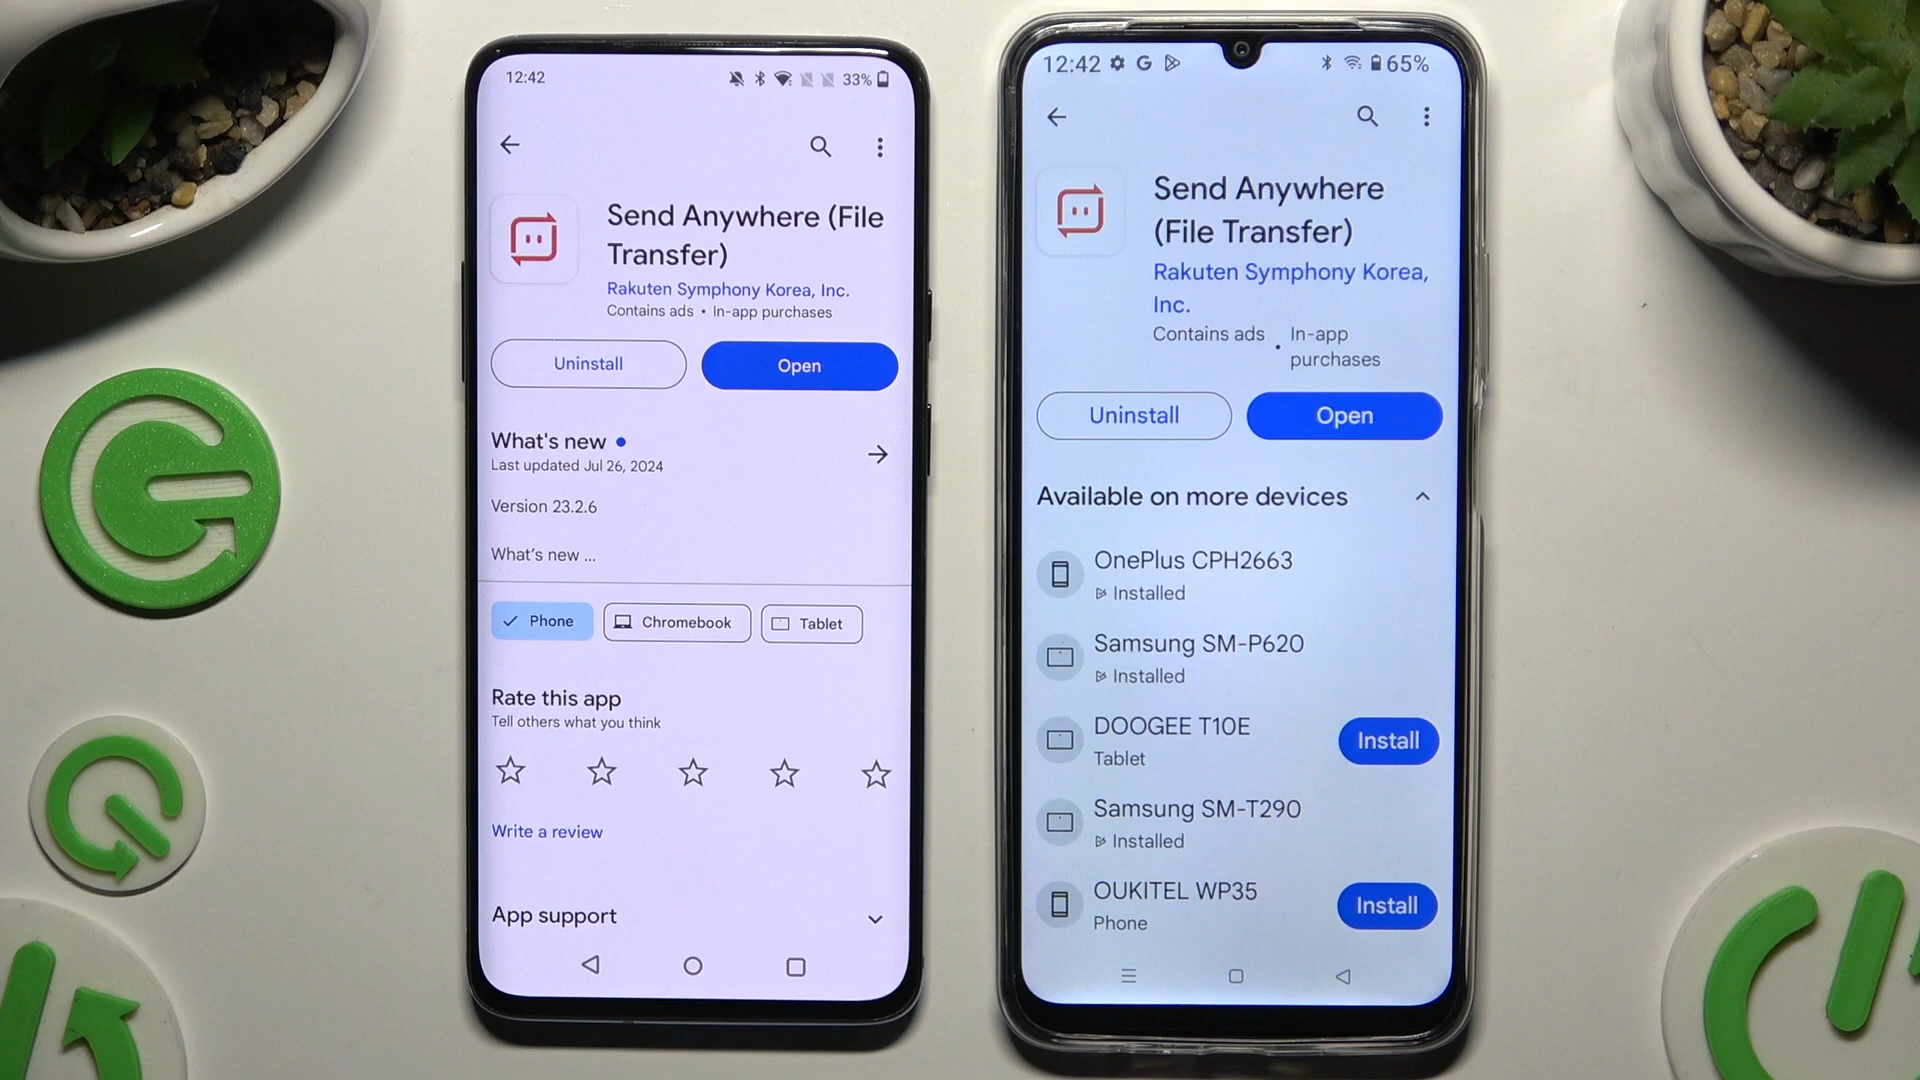 12:42
33%
Send Anywhere (File
Transfer)
Rakuten Symphony Korea, Inc.
Contains ads • In-app purchases
Uninstall
Open
What's new
Last updated Jul 26, 2024
Version 23.2.6
What's new ...
Phone
Chromebook
Tablet
Rate this app
Tell others what you think
Write a review
App support
12:42 G
65%
Send Anywhere
(File Transfer)
Rakuten Symphony Korea,
Inc.
Contains ads • In-app
purchases
Uninstall
Open
Available on more devices
OnePlus CPH2663
Installed
Samsung SM-P620
Installed
DOOGEE T10E
Tablet
Install
Samsung SM-T290
Installed
OUKITEL WP35
Phone
Install